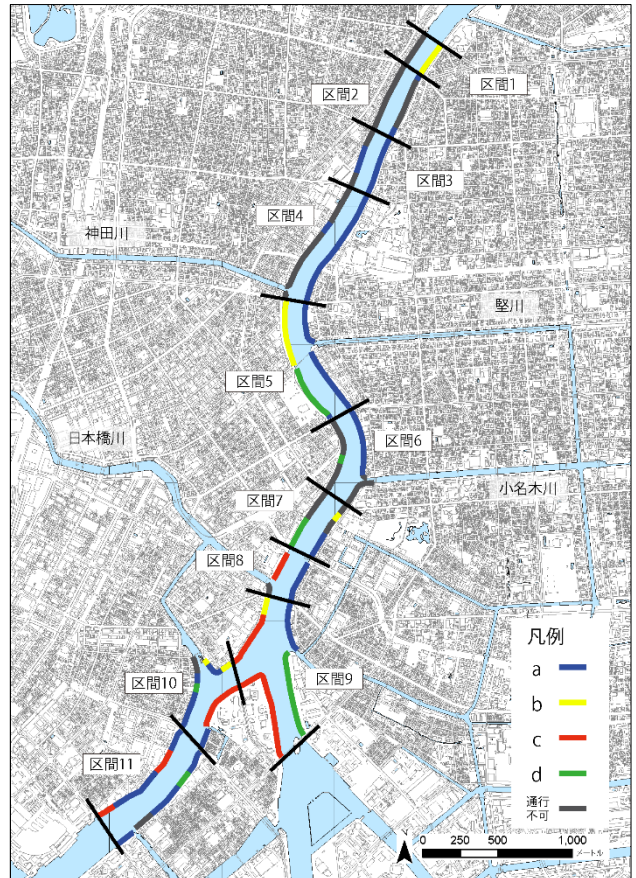 区間1
区間2
区間3
区間4
神田川
竪川
区間5
日本橋川
区間6
小名木川
区間7
区間8
区間9
区間10
区間11
凡例
a
b
c
d
通行
不可
N
0 250 500 1,000
メートル